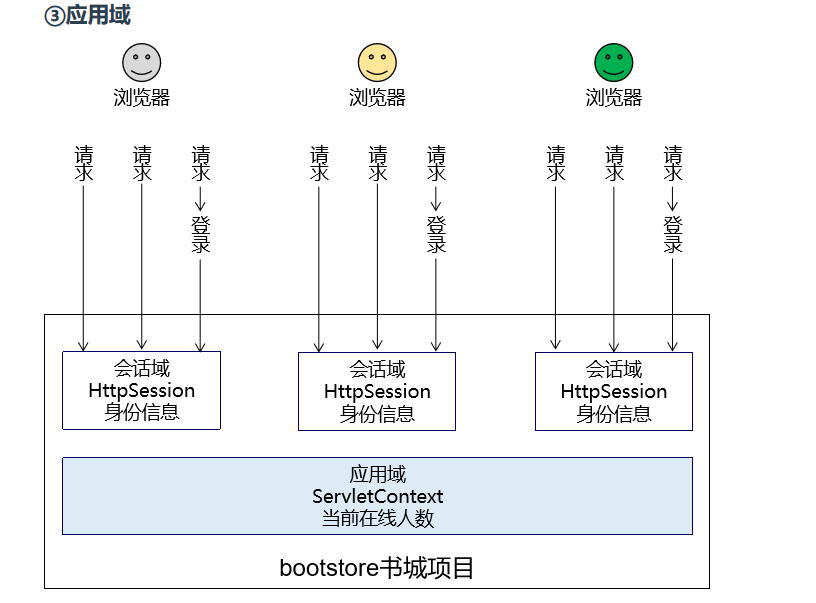 ③应用域
浏览器
浏览器
浏览器
请求
请求
请求
请求
请求
请求
请求
请求
请求
登录
登录
登录
会话域
HttpSession
身份信息
会话域
HttpSession
身份信息
会话域
HttpSession
身份信息
应用域
ServletContext
当前在线人数
bootstore书城项目